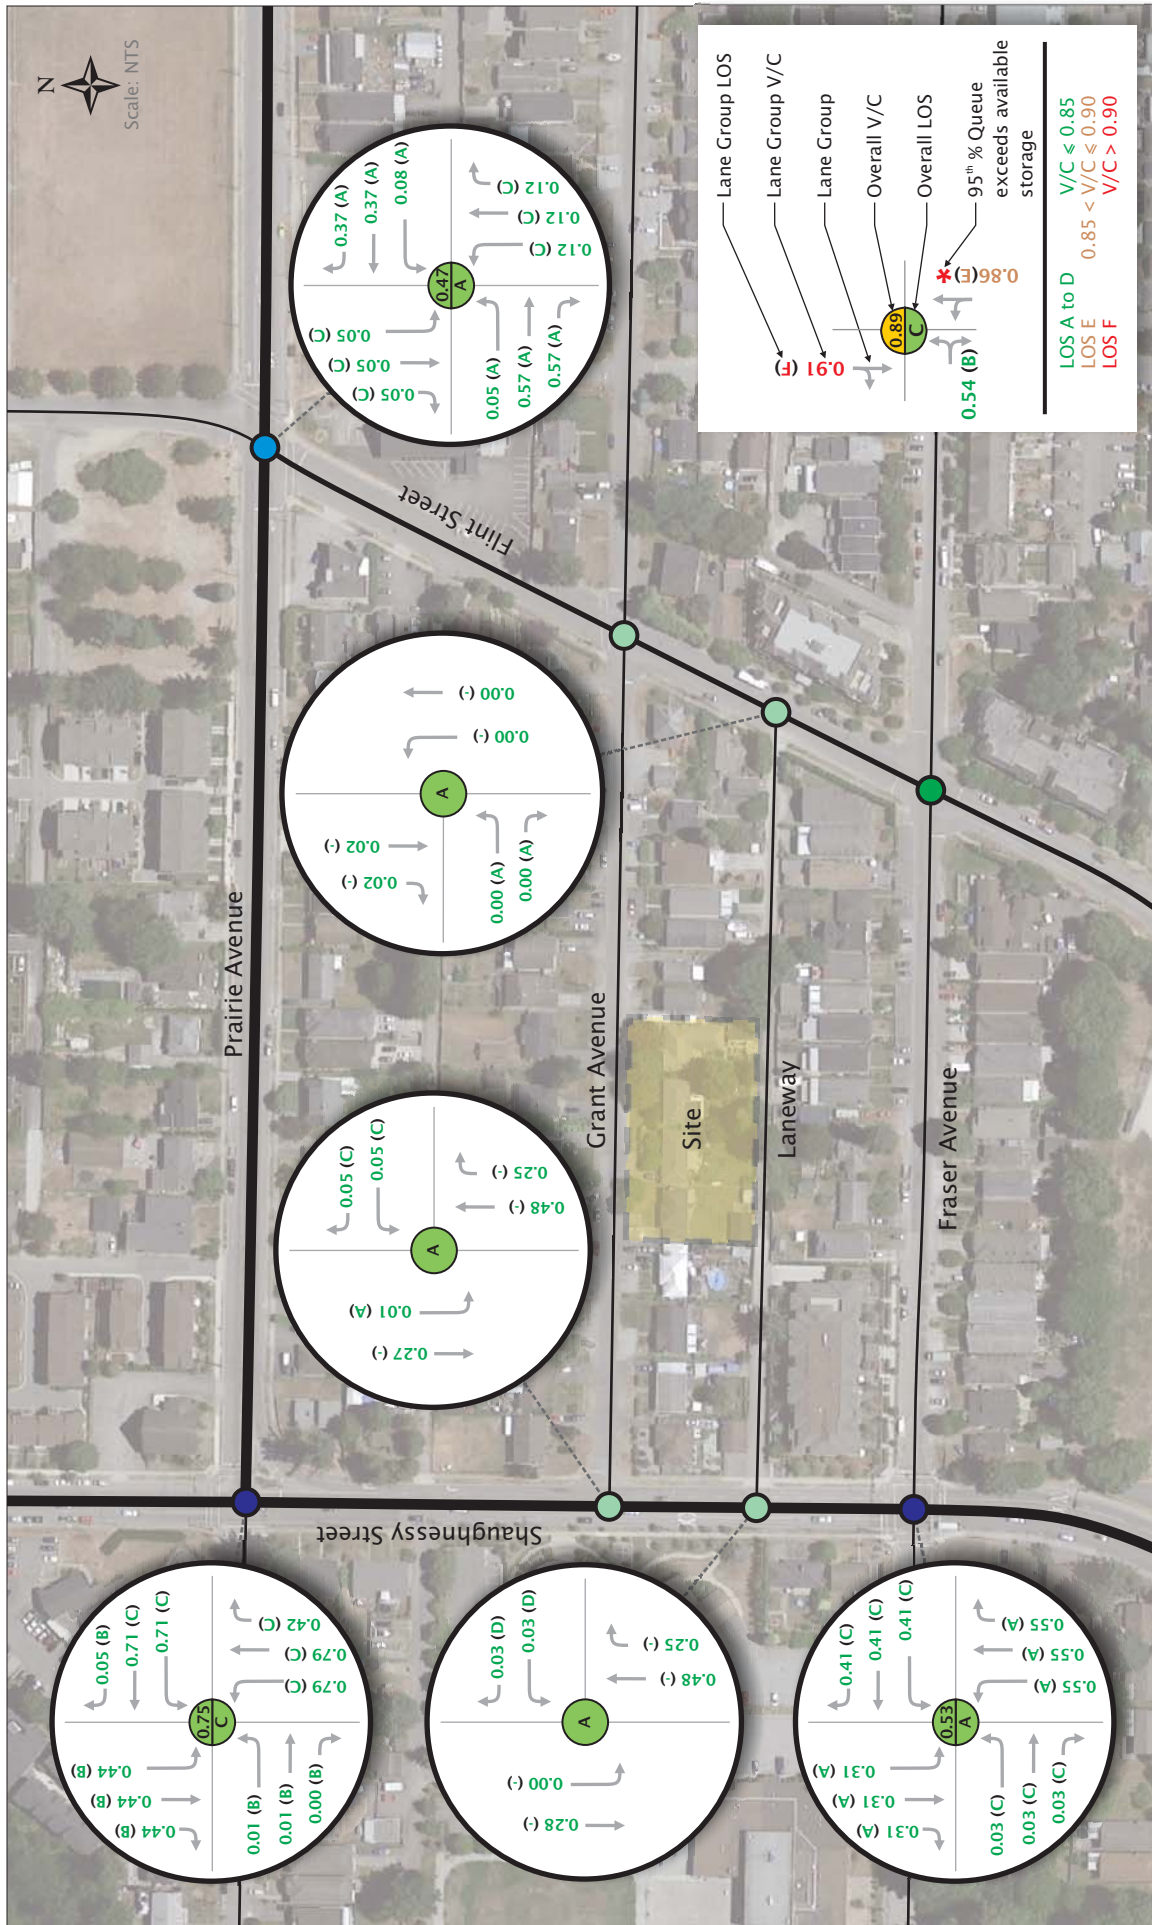 N
Scale: NTS
Lane Group LOS
Lane Group V/C
Lane Group
Overall V/C
Overall LOS
95th % Queue
exceeds available
storage
0.91 (F)
0.89
C
0.86(E)*
0.54 (B)
LOS A to D V/C ≤ 0.85
LOS E 0.85 < V/C ≤ 0.90
LOS F V/C > 0.90
0.37 (A)
0.37 (A)
0.08 (A)
0.05 (C)
0.05 (C)
0.05 (C)
0.47
A
0.12 (C)
0.12 (C)
0.12 (C)
0.05 (A)
0.57 (A)
0.57 (A)
Flint Street
0.02 (-)
0.02 (-)
A
0.00 (-)
0.00 (-)
0.00 (A)
0.00 (A)
Prairie Avenue
Grant Avenue
Site
Laneway
Fraser Avenue
0.05 (C)
0.05 (C)
0.01 (A)
0.27 (-)
A
0.25 (-)
0.48 (-)
Shaughnessy Street
0.05 (B)
0.71 (C)
0.71 (C)
0.44 (B)
0.44 (B)
0.44 (B)
0.75
C
0.42 (C)
0.79 (C)
0.79 (C)
0.01 (B)
0.01 (B)
0.00 (B)
0.03 (D)
0.03 (D)
0.00 (-)
0.28 (-)
A
0.25 (-)
0.48 (-)
0.41 (C)
0.41 (C)
0.41 (C)
0.31 (A)
0.31 (A)
0.31 (A)
0.53
A
0.55 (A)
0.55 (A)
0.55 (A)
0.03 (C)
0.03 (C)
0.03 (C)